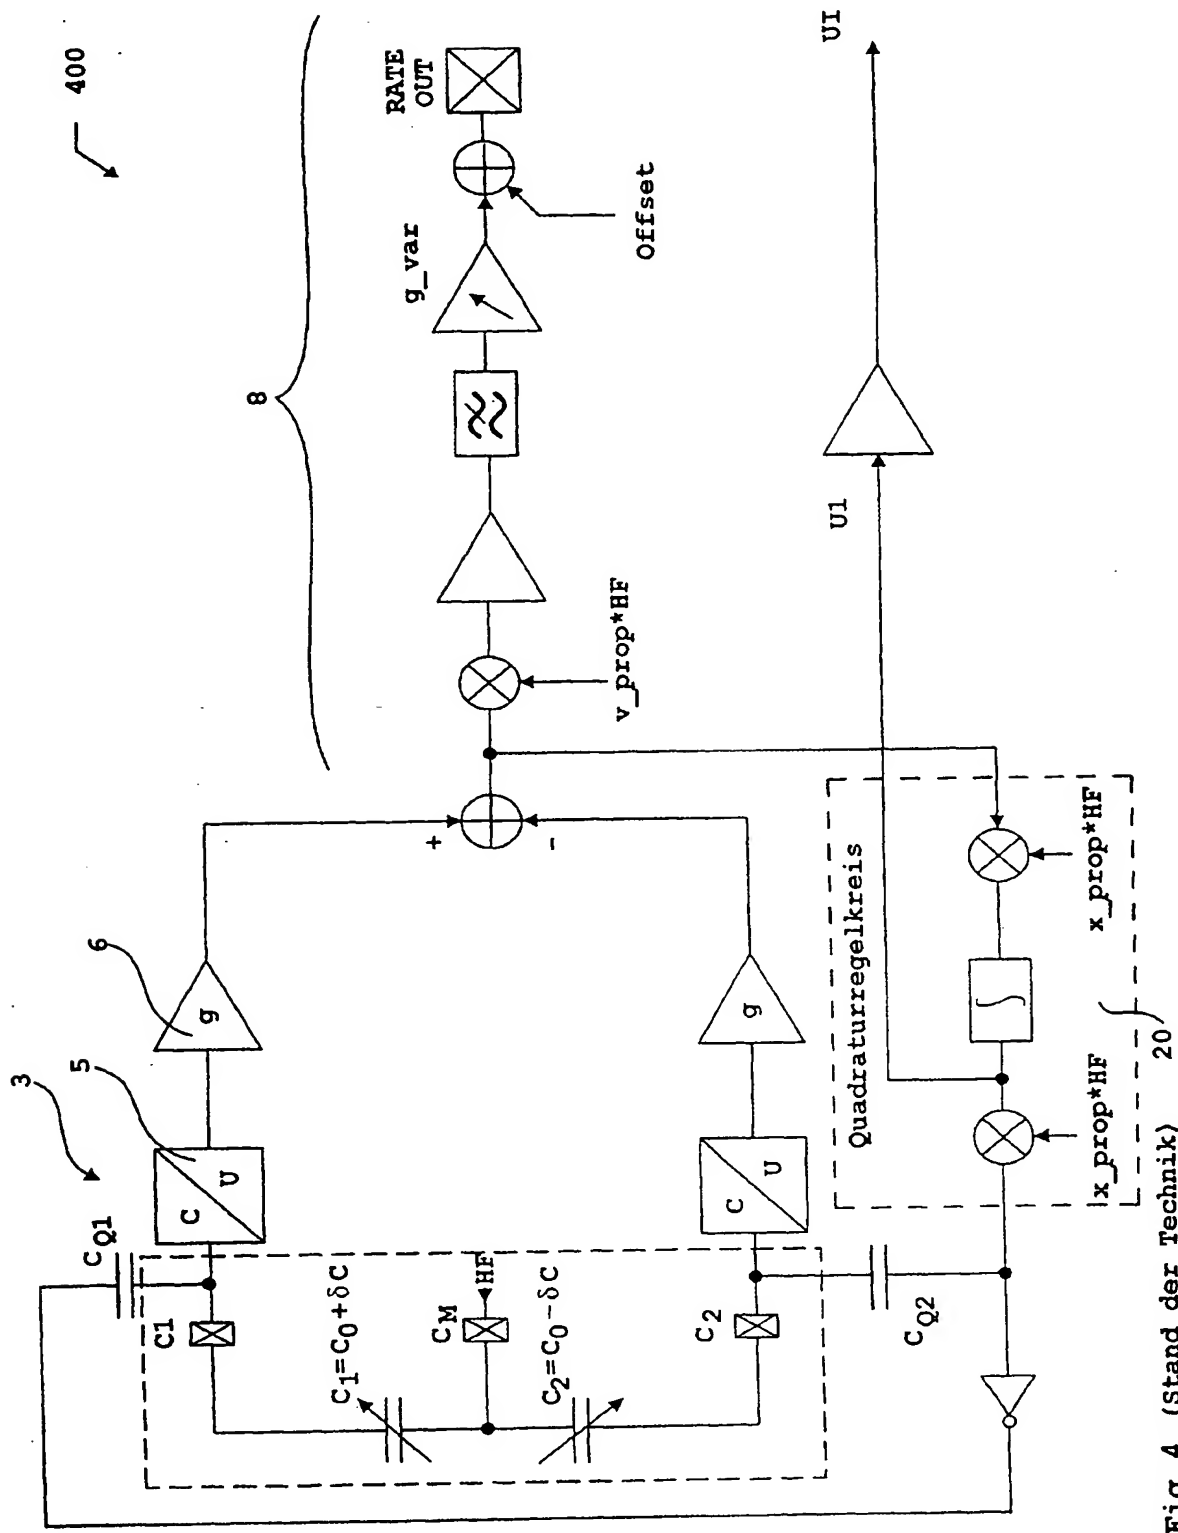 400
8
RATE
OUT
g_var
Offset
v_prop*HF
UI
U1
3
5
6
g
C
U
+
-
g
C
U
CQ1
C1
C1=C0+δC
CM
HF
C2=C0-δC
C2
CQ2
Quadraturregelkreis
x_prop*HF
x_prop*HF
20
Fig. 4 (Stand der Technik)